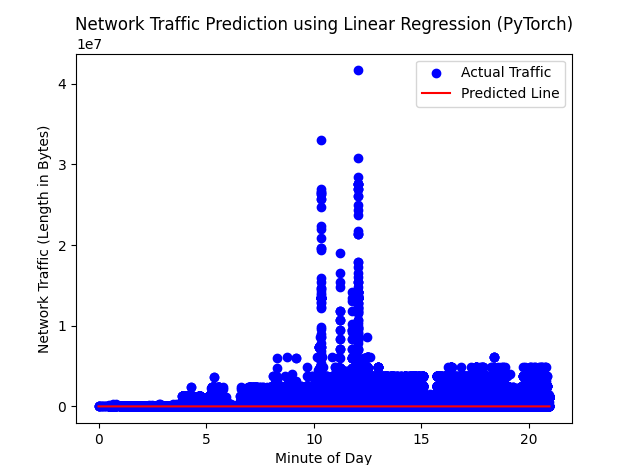 Network Traffic Prediction using Linear Regression (PyTorch)
1e7
Actual Traffic
Predicted Line
4
3
2
1
0
Network Traffic (Length in Bytes)
0 5 10 15 20
Minute of Day